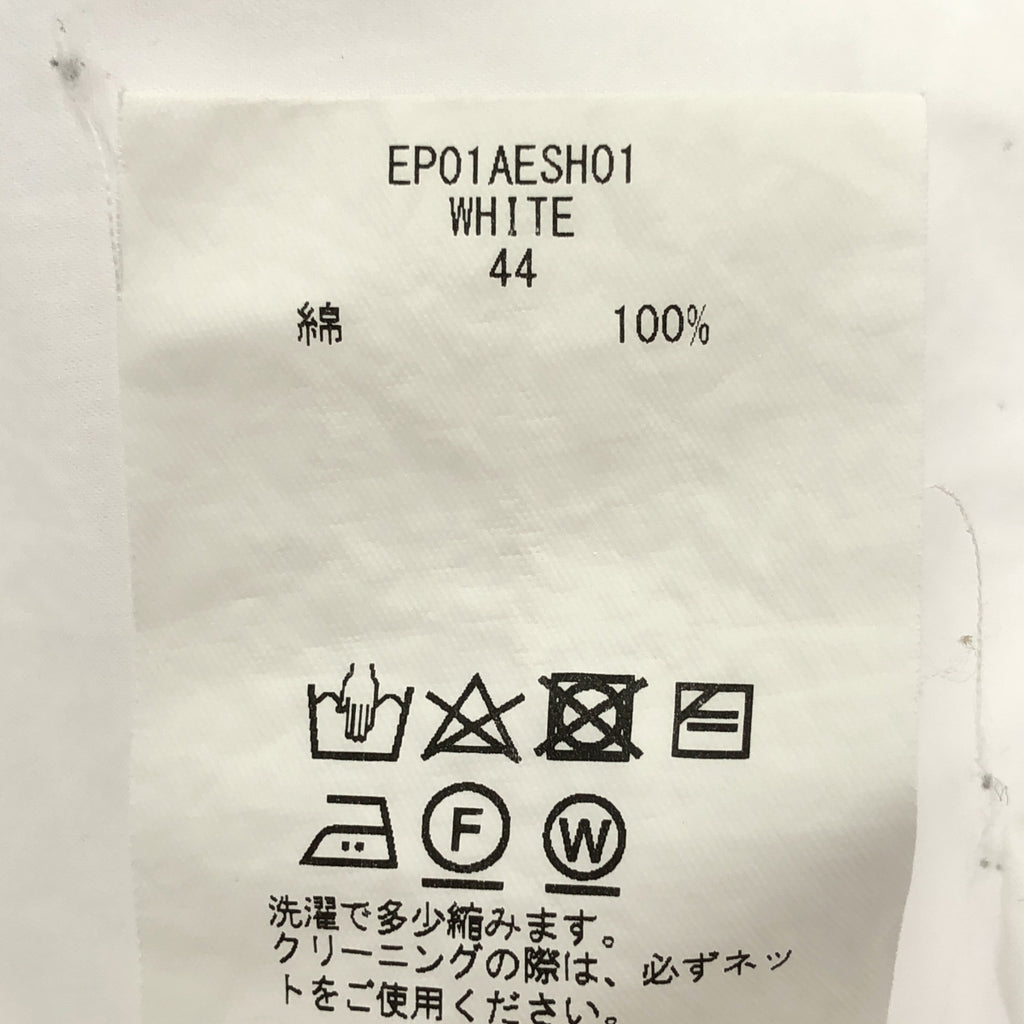 EP01AESH01
WHITE
44
綿 100%
F W
洗濯で多少縮みます。
クリーニングの際は、必ずネッ
トをご使用ください。